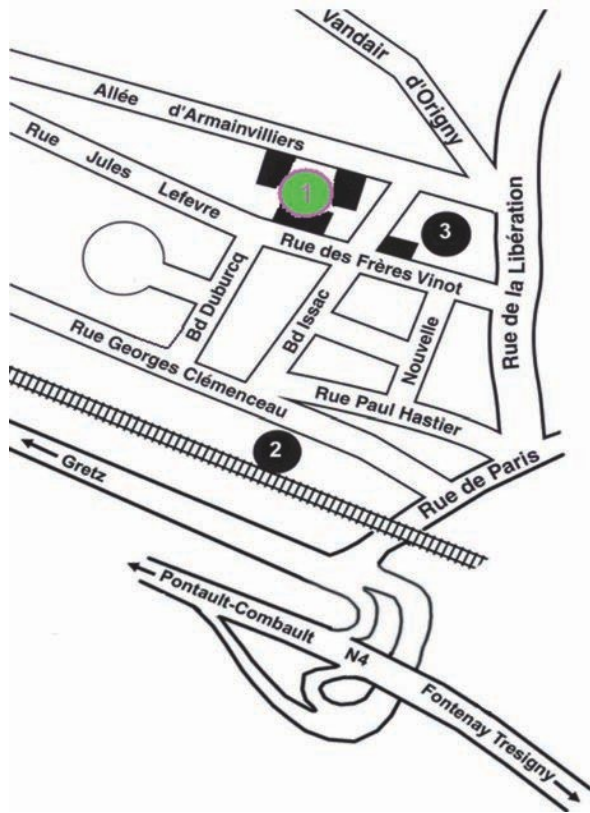 Vandair
d'Origny
Allée
d'Armainvilliers
Rue Jules Lefevre
1
3
Rue des Frères Vinot
Rue de la Libération
Bd Duburcq
Bd Issac
Nouvelle
Rue Georges Clémenceau
Rue Paul Hastier
2
Gretz
Rue de Paris
Pontault-Combault
N4
Fontenay Tresigny